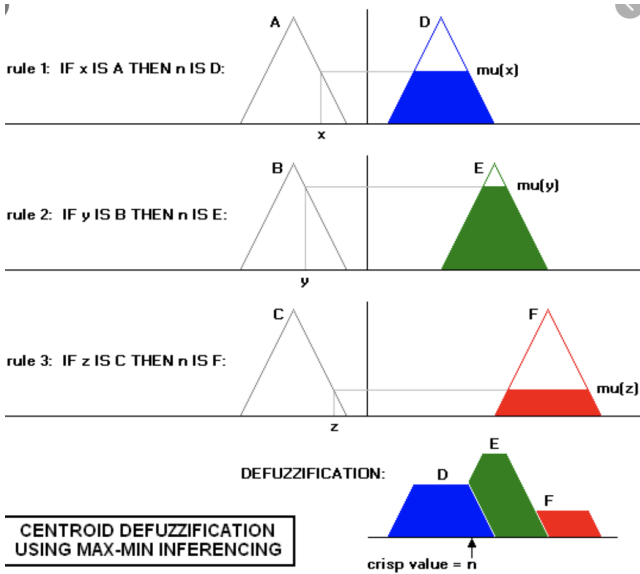 A
D
rule 1: IF x IS A THEN n IS D:
mu(x)
x
B
E
mu(y)
rule 2: IF y IS B THEN n IS E:
y
C
F
rule 3: IF z IS C THEN n IS F:
mu(z)
z
E
DEFUZZIFICATION:
D
F
CENTROID DEFUZZIFICATION
USING MAX-MIN INFERENCING
crisp value = n